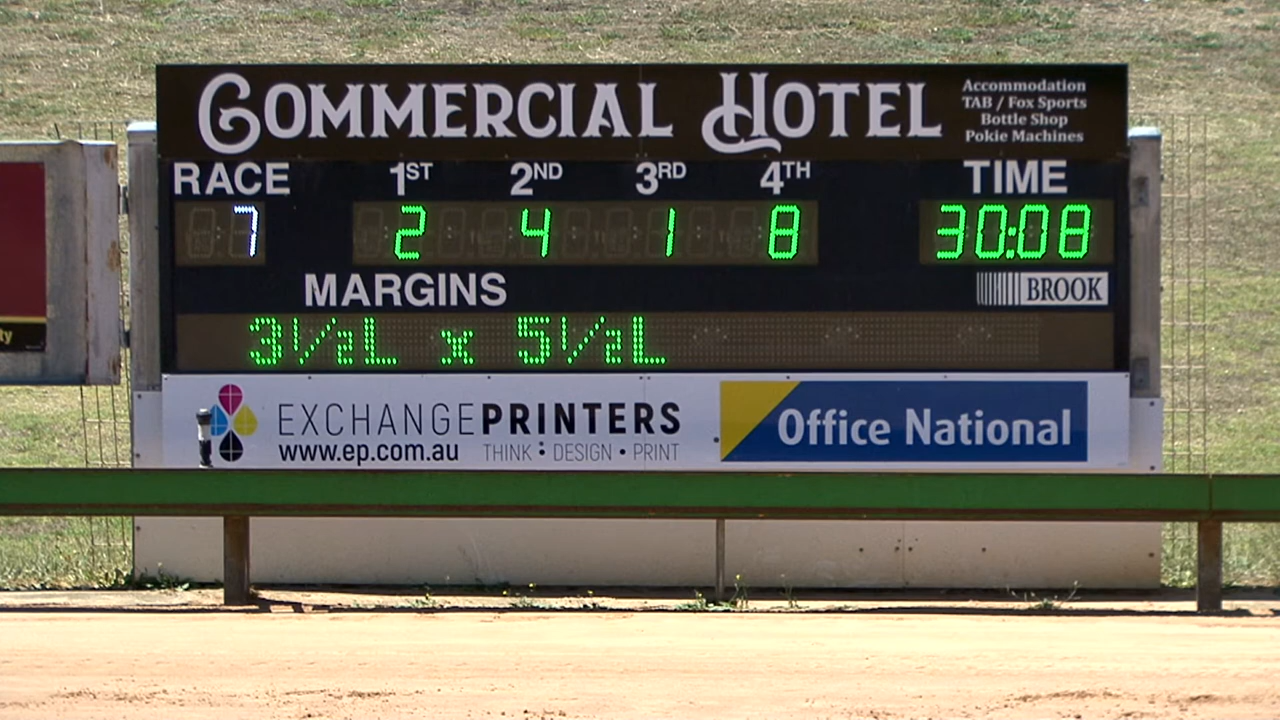 COMMERCIAL HOTEL
Accommodation
TAB / Fox Sports
Bottle Shop
Pokie Machines
RACE 1ST 2ND 3RD 4TH TIME
7 2 4 1 8 30:08
MARGINS
BROOK
3½L x 5½L
EXCHANGEPRINTERS
www.ep.com.au THINK : DESIGN • PRINT
Office National
ty